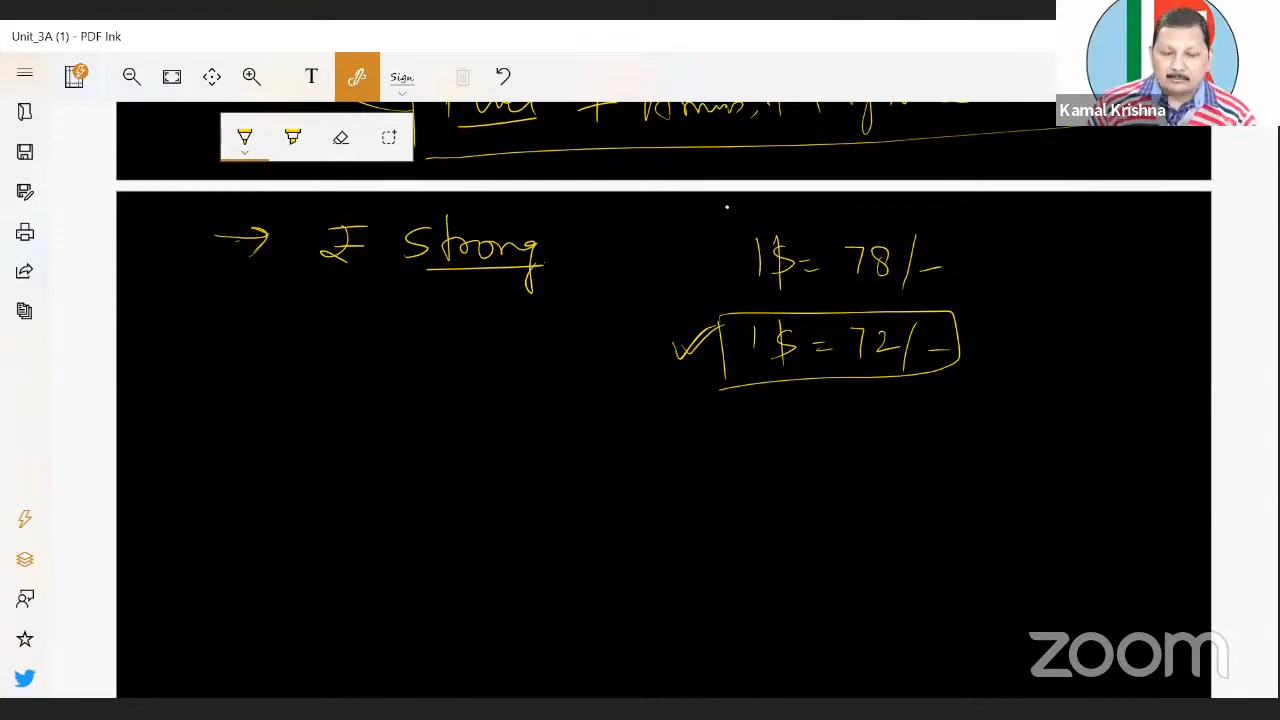 Unit_3A (1) - PDF Ink
T
Sign
Kamal Krishna
→ ₹ Strong
1$ = 78/-
✓ 1$ = 72/-
zoom